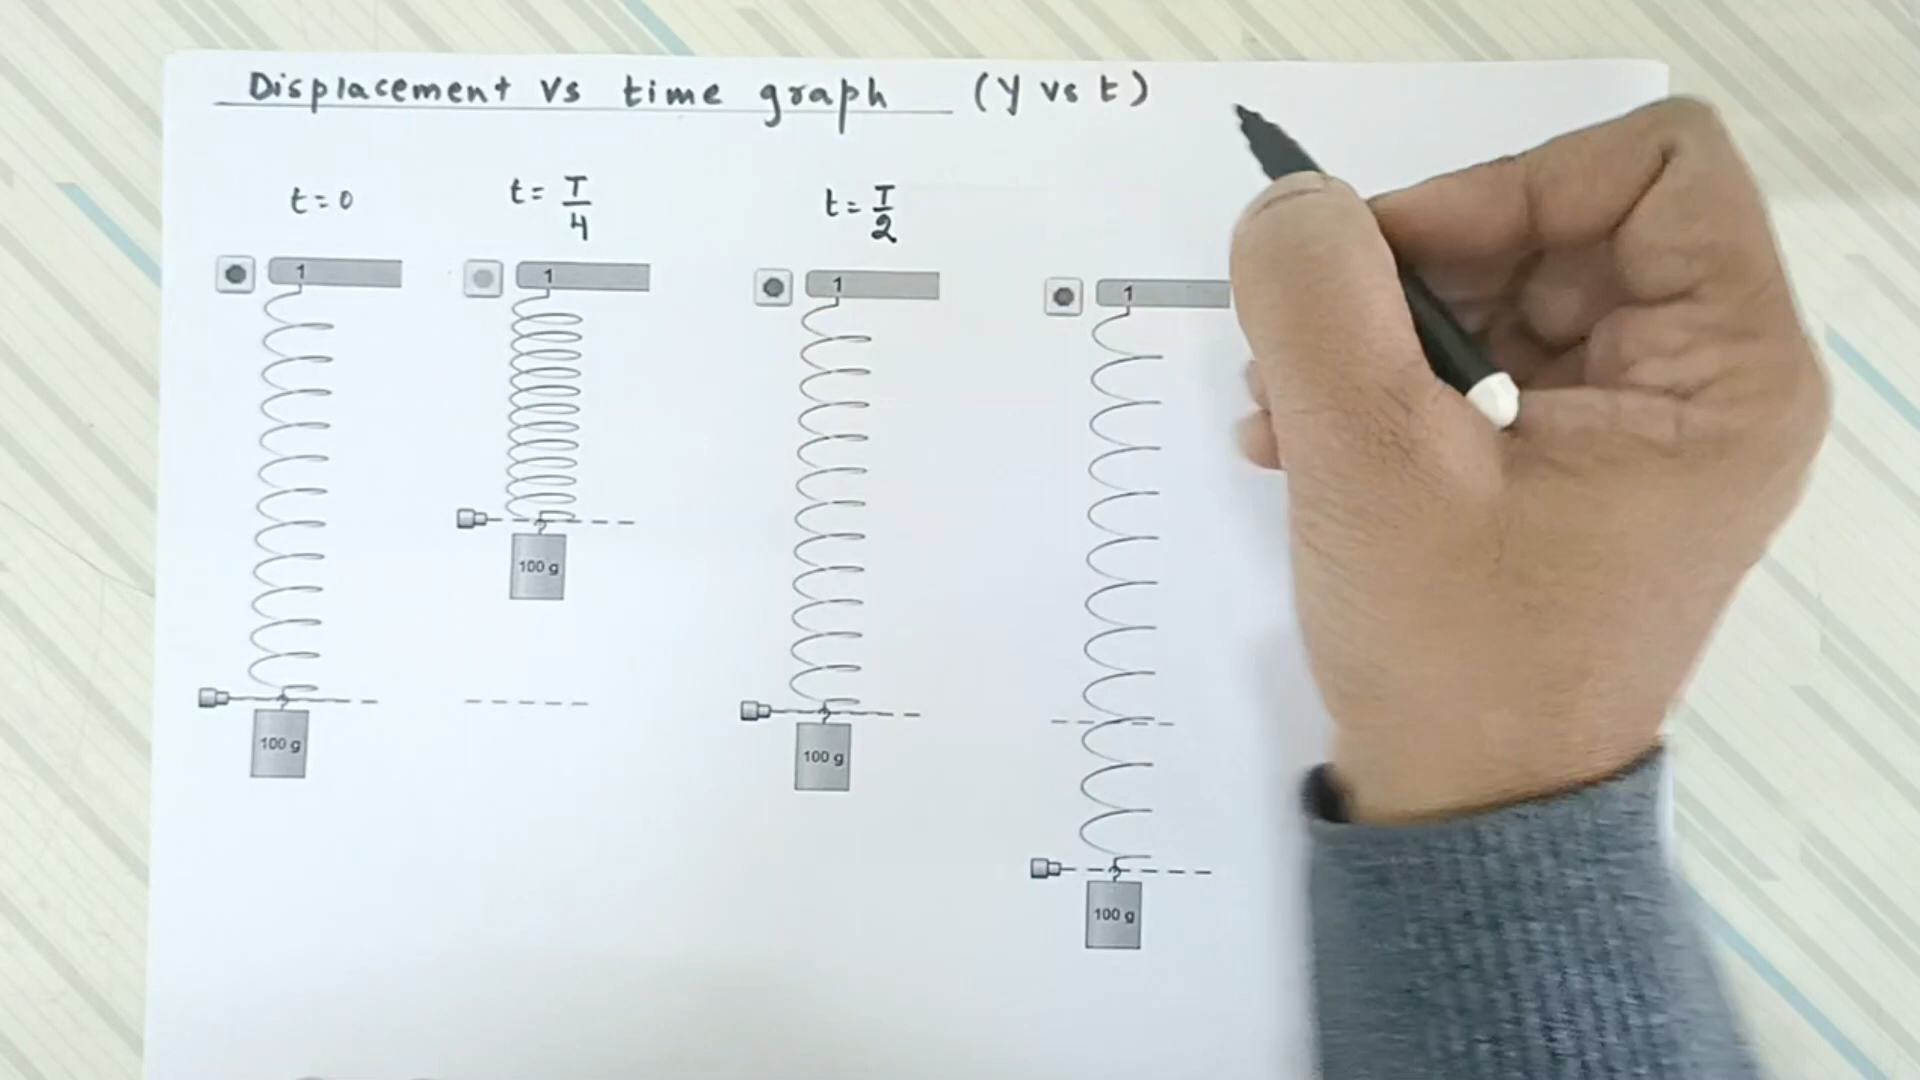 Displacement vs time graph (Y vs t)
t = 0
t = T/4
t = T/2
1
1
1
1
100 g
100 g
100 g
100 g